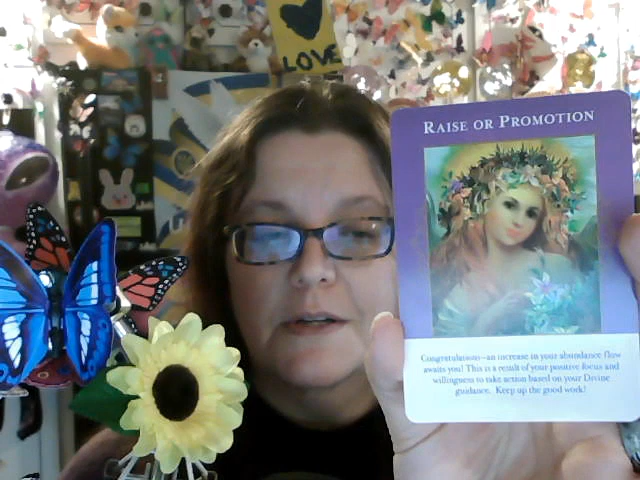 LOVE
RAISE OR PROMOTION
Congratulations—an increase in your abundance flow
awaits you! This is a result of your positive focus and
willingness to take action based on your Divine
guidance. Keep up the good work!